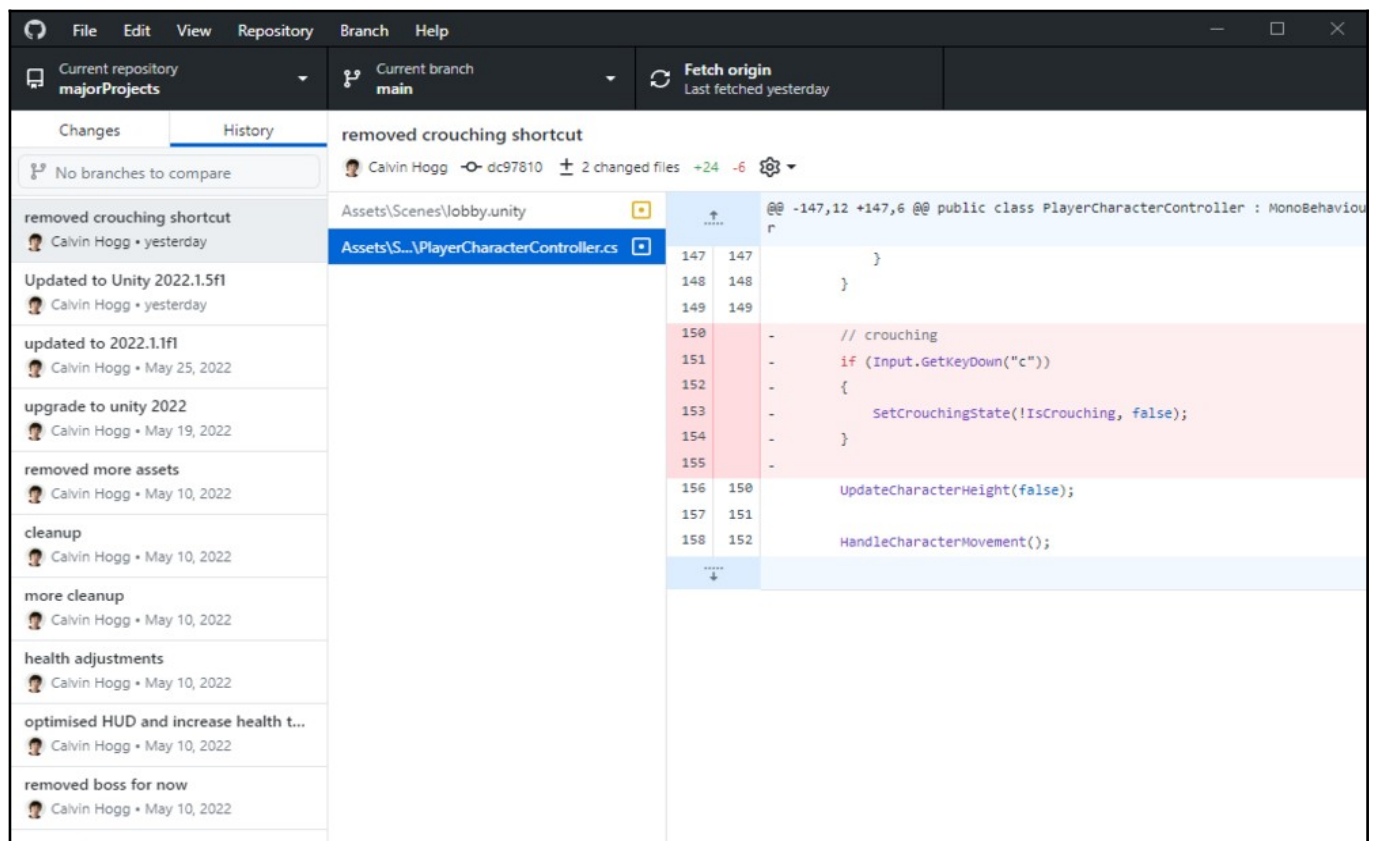 File Edit View Repository Branch Help
Current repository
majorProjects
Current branch
main
Fetch origin
Last fetched yesterday
Changes History
No branches to compare
removed crouching shortcut
Calvin Hogg • yesterday
Updated to Unity 2022.1.5f1
Calvin Hogg • yesterday
updated to 2022.1.1f1
Calvin Hogg • May 25, 2022
upgrade to unity 2022
Calvin Hogg • May 19, 2022
removed more assets
Calvin Hogg • May 10, 2022
cleanup
Calvin Hogg • May 10, 2022
more cleanup
Calvin Hogg • May 10, 2022
health adjustments
Calvin Hogg • May 10, 2022
optimised HUD and increase health t...
Calvin Hogg • May 10, 2022
removed boss for now
Calvin Hogg • May 10, 2022
removed crouching shortcut
Calvin Hogg dc97810 2 changed files +24 -6
Assets\Scenes\lobby.unity
Assets\S...\PlayerCharacterController.cs
@@ -147,12 +147,6 @@ public class PlayerCharacterController : MonoBehaviou
r
147 147 }
148 148 }
149 149
150 - // crouching
151 - if (Input.GetKeyDown("c"))
152 - {
153 - SetCrouchingState(!IsCrouching, false);
154 - }
155 -
156 150 UpdateCharacterHeight(false);
157 151
158 152 HandleCharacterMovement();